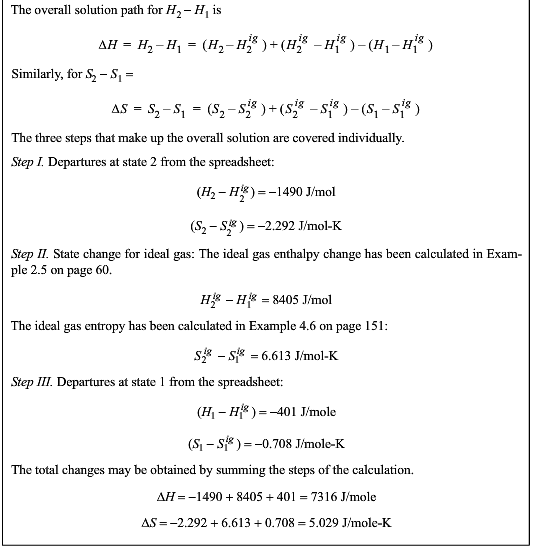 The overall solution path for H₂ – H₁ is
ΔH = H₂ – H₁ = (H₂ – H₂^ig) + (H₂^ig – H₁^ig) – (H₁ – H₁^ig)
Similarly, for S₂ – S₁ =
ΔS = S₂ – S₁ = (S₂ – S₂^ig) + (S₂^ig – S₁^ig) – (S₁ – S₁^ig)
The three steps that make up the overall solution are covered individually.
Step I. Departures at state 2 from the spreadsheet:
(H₂ – H₂^ig) = –1490 J/mol
(S₂ – S₂^ig) = –2.292 J/mol-K
Step II. State change for ideal gas: The ideal gas enthalpy change has been calculated in Exam-
ple 2.5 on page 60.
H₂^ig – H₁^ig = 8405 J/mol
The ideal gas entropy has been calculated in Example 4.6 on page 151:
S₂^ig – S₁^ig = 6.613 J/mol-K
Step III. Departures at state 1 from the spreadsheet:
(H₁ – H₁^ig) = –401 J/mole
(S₁ – S₁^ig) = –0.708 J/mole-K
The total changes may be obtained by summing the steps of the calculation.
ΔH = –1490 + 8405 + 401 = 7316 J/mole
ΔS = –2.292 + 6.613 + 0.708 = 5.029 J/mole-K